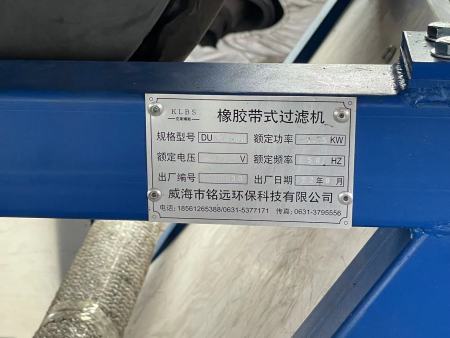 KLBS
橡胶带式过滤机
规格型号 DU 额定功率 KW
额定电压 V 额定频率 50 HZ
出厂编号 出厂日期 年 月
威海市铭远环保科技有限公司
电话: 18561265388/0631-5377171 传真: 0631-3795556